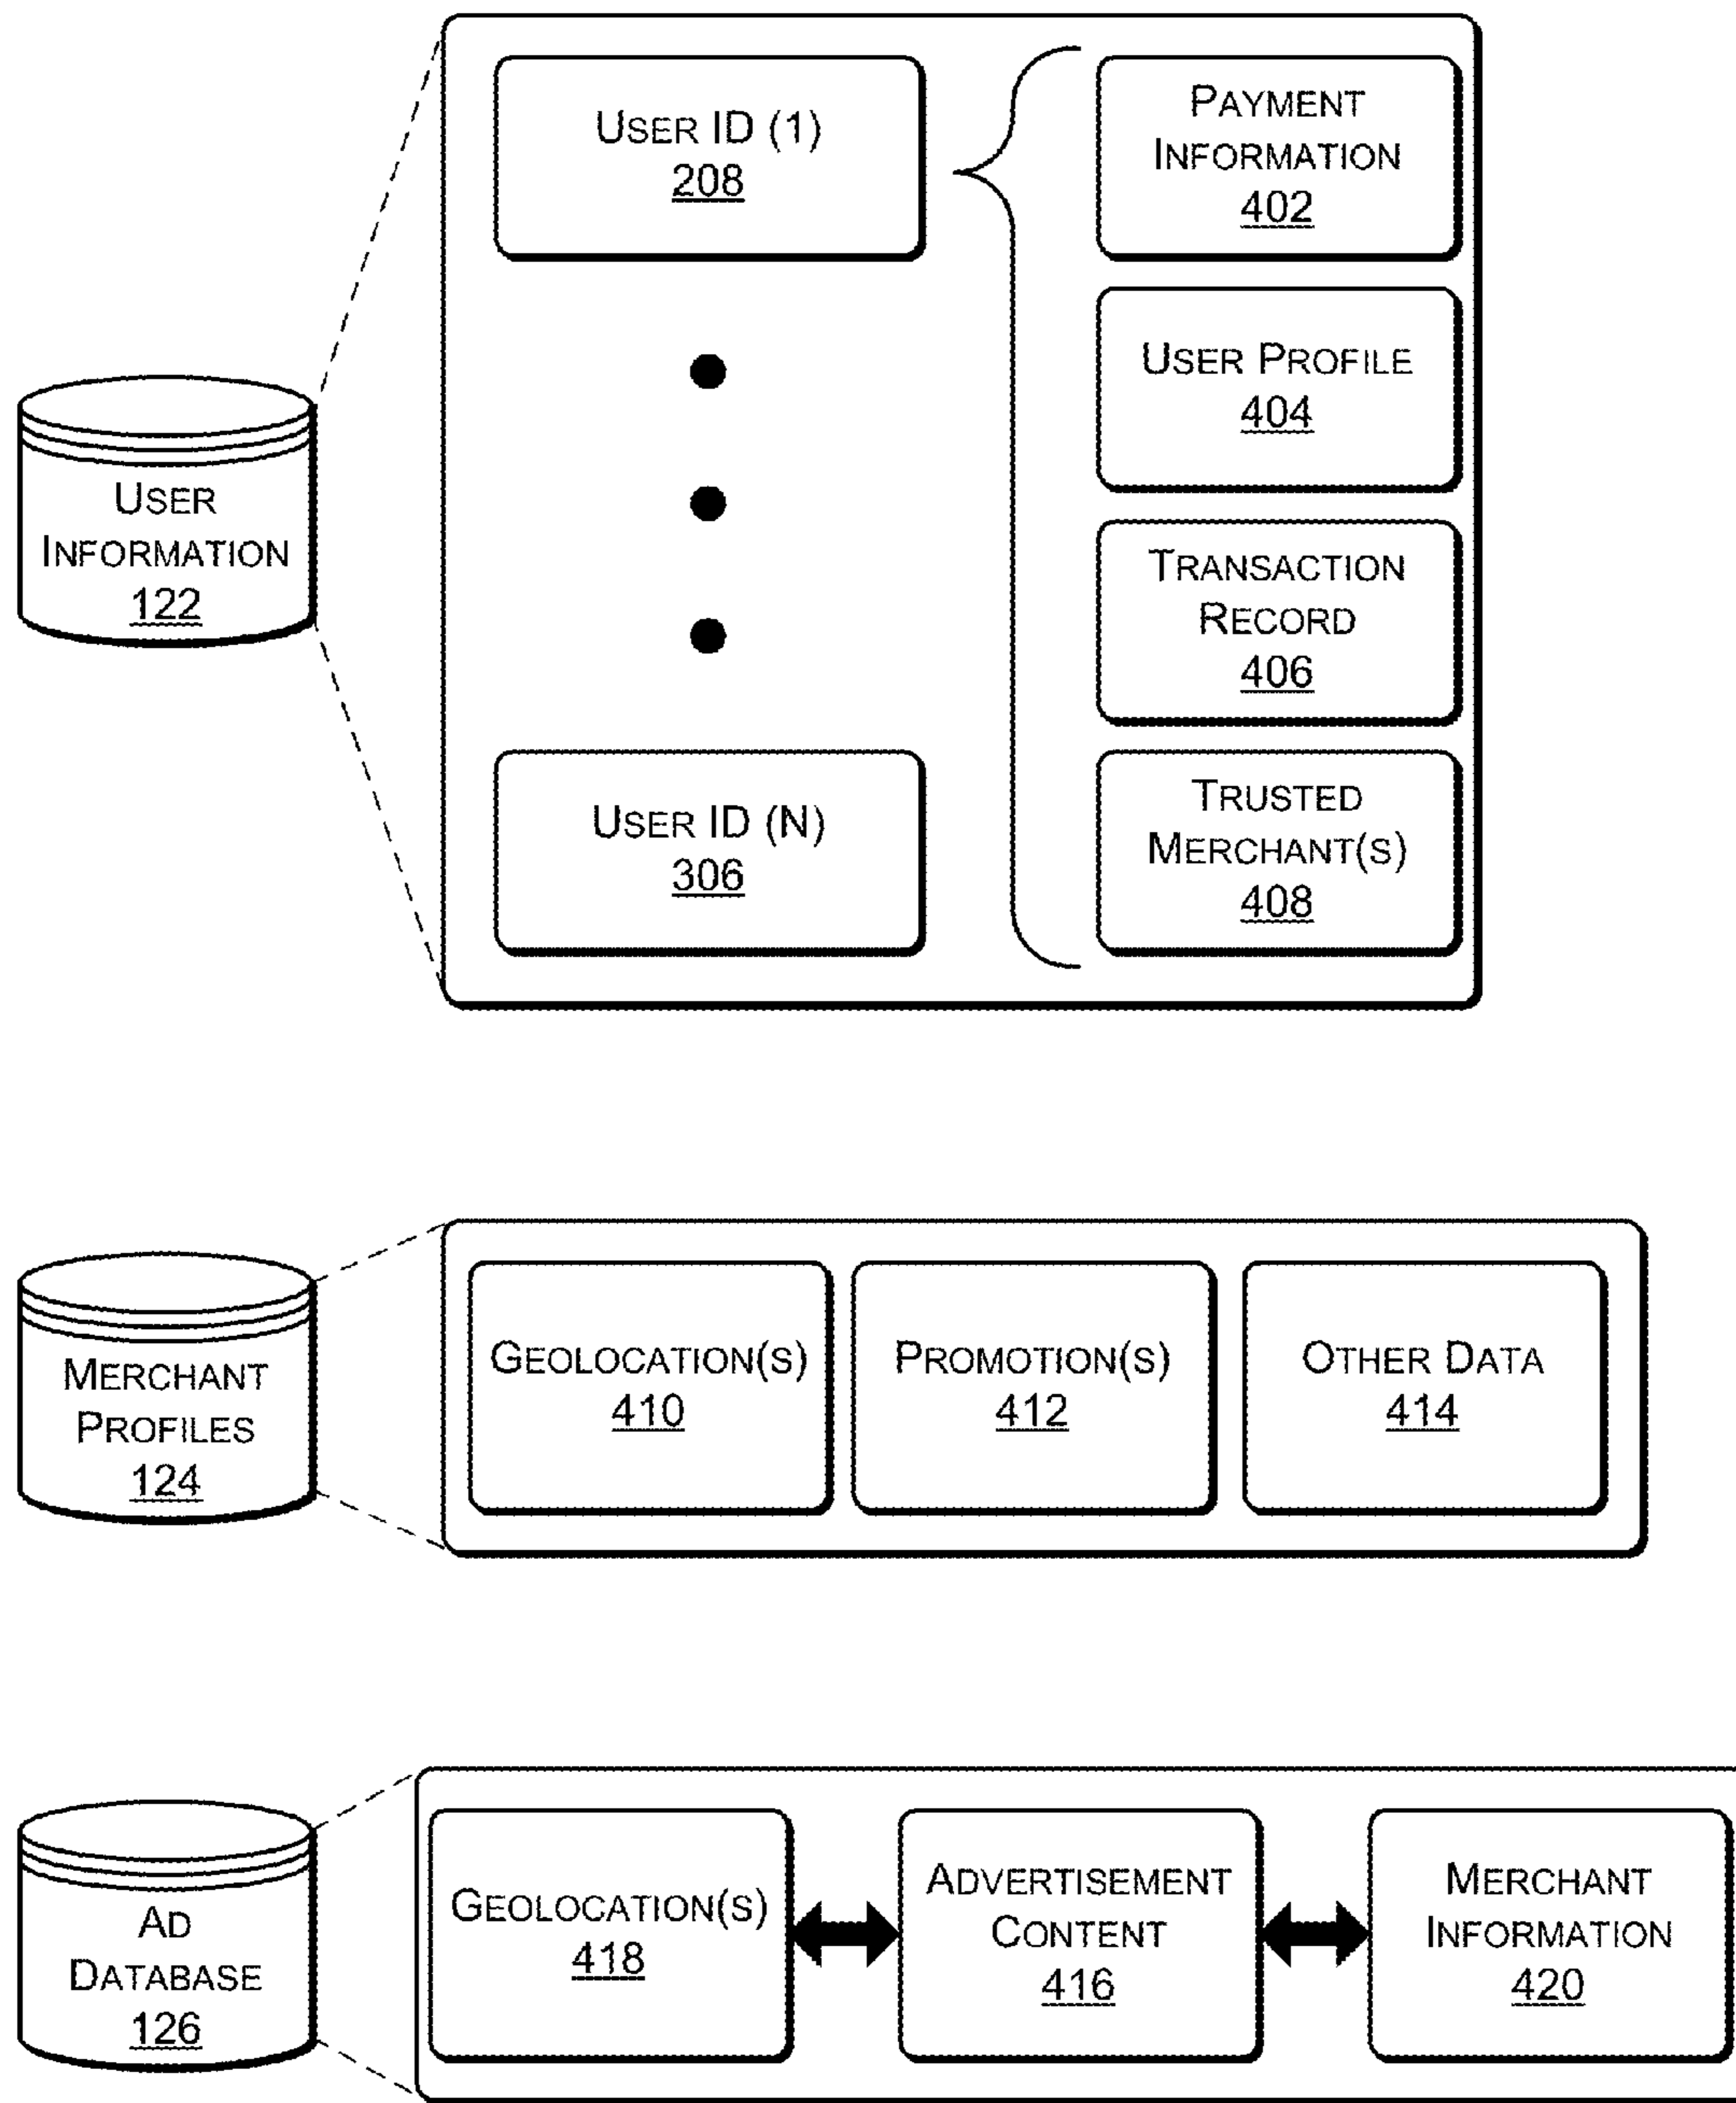 USER ID (1)
208
PAYMENT
INFORMATION
402
USER PROFILE
404
USER
INFORMATION
122
TRANSACTION
RECORD
406
USER ID (N)
306
TRUSTED
MERCHANT(S)
408
MERCHANT
PROFILES
124
GEOLOCATION(S)
410
PROMOTION(S)
412
OTHER DATA
414
AD
DATABASE
126
GEOLOCATION(S)
418
ADVERTISEMENT
CONTENT
416
MERCHANT
INFORMATION
420